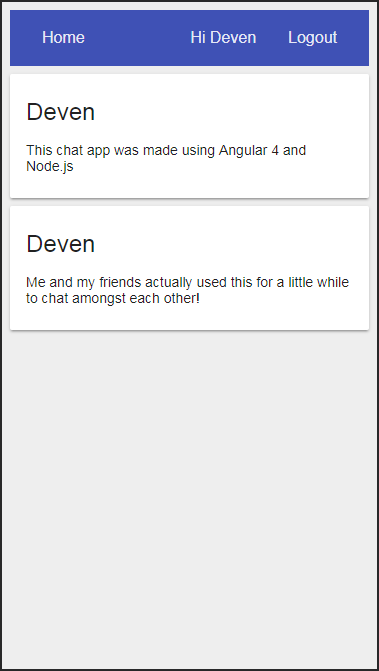 Home Hi Deven Logout
Deven
This chat app was made using Angular 4 and
Node.js
Deven
Me and my friends actually used this for a little while
to chat amongst each other!